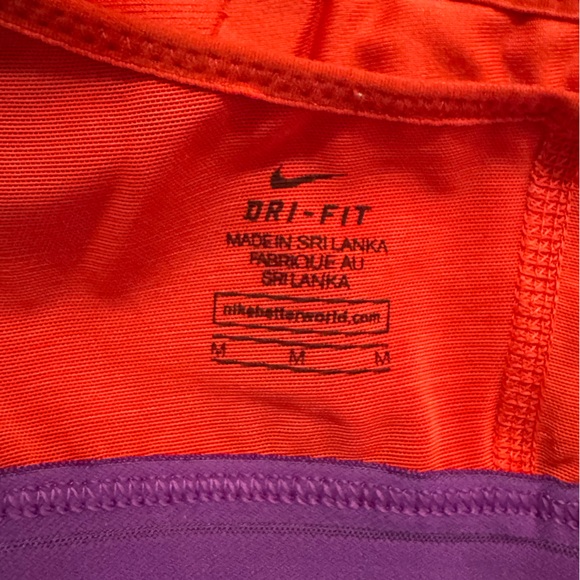 DRI-FIT
MADE IN SRI LANKA
FABRIQUE AU
SRI LANKA
nikebetterworld.com
M M M